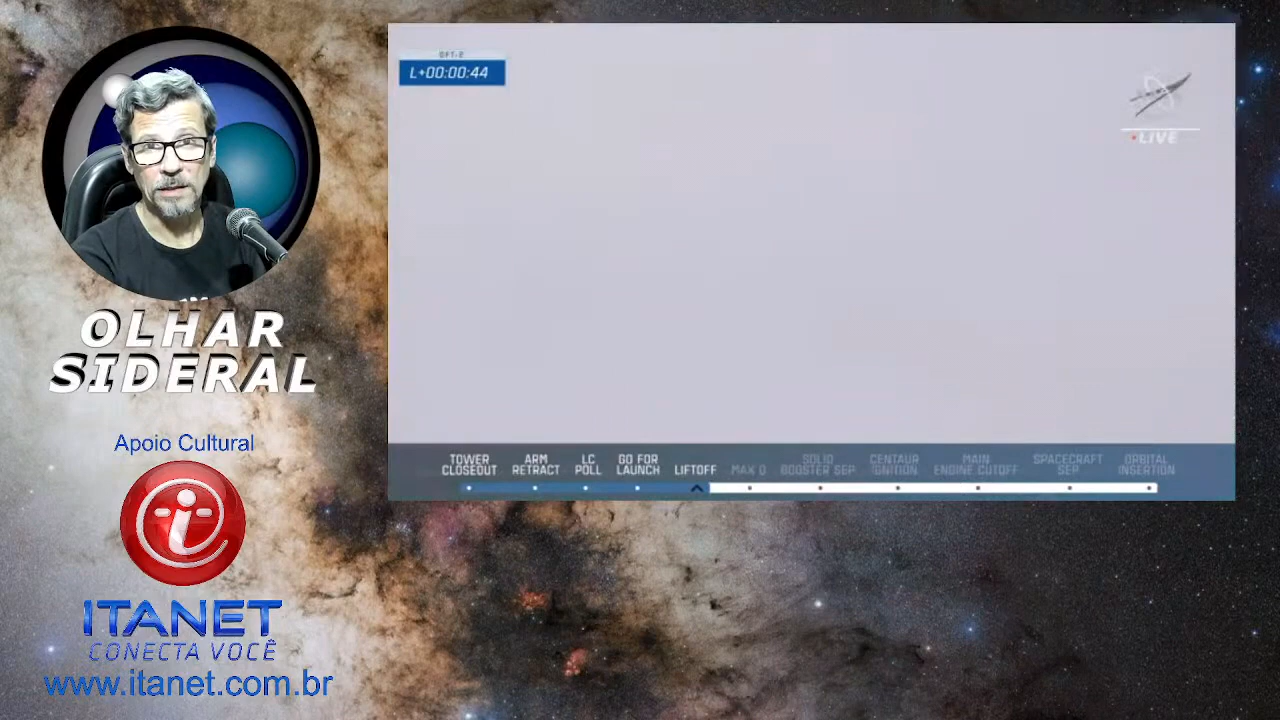 OFT-2
L+00:00:44
LIVE
TOWER
CLOSEOUT
ARM
RETRACT
LC
POLL
GO FOR
LAUNCH
LIFTOFF
MAX Q
SOLID
BOOSTER SEP
CENTAUR
IGNITION
MAIN
ENGINE CUTOFF
SPACECRAFT
SEP
ORBITAL
INSERTION
OLHAR
SIDERAL
Apoio Cultural
ITANET
CONECTA VOCÊ
www.itanet.com.br